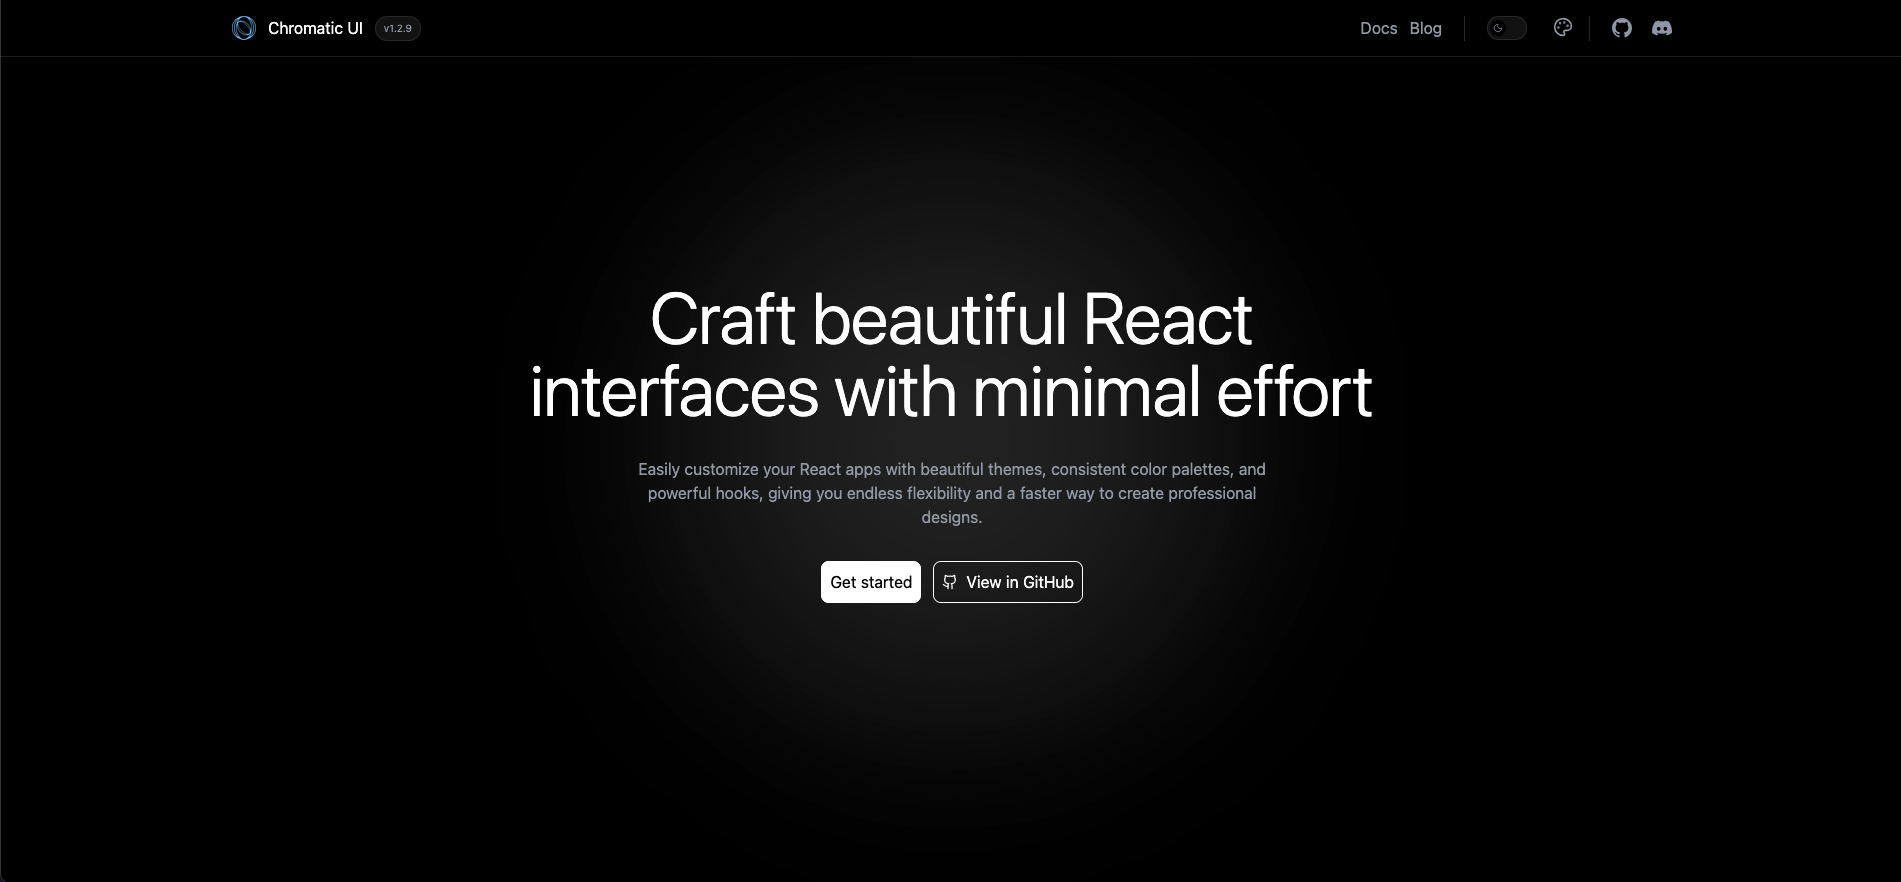 Chromatic UI v1.2.9 Docs Blog
Craft beautiful React
interfaces with minimal effort
Easily customize your React apps with beautiful themes, consistent color palettes, and
powerful hooks, giving you endless flexibility and a faster way to create professional
designs.
Get started View in GitHub